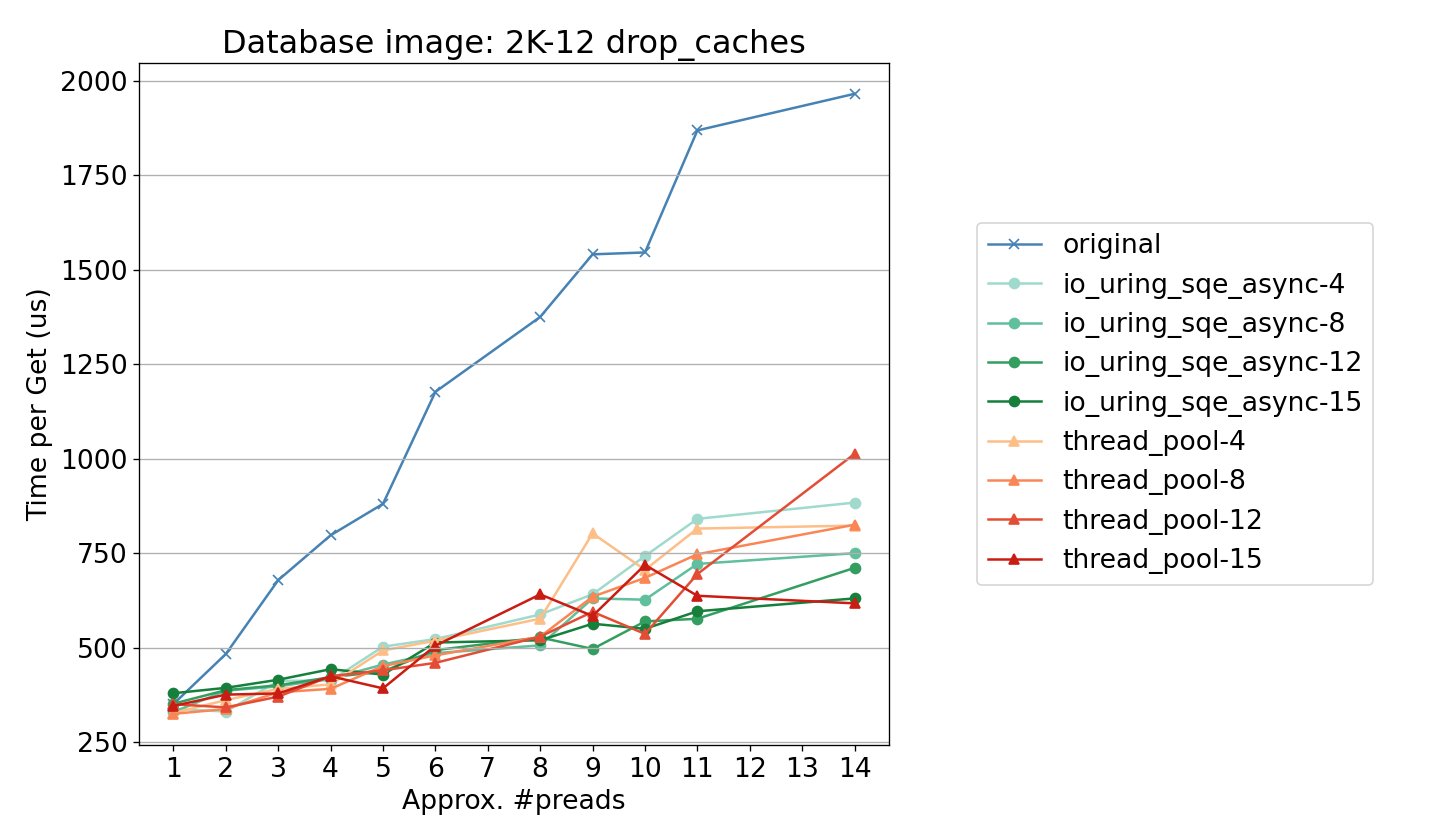 Database image: 2K-12 drop_caches
2000
1750
1500
1250
1000
750
500
250
Time per Get (us)
1 2 3 4 5 6 7 8 9 10 11 12 13 14
Approx. #preads
original
io_uring_sqe_async-4
io_uring_sqe_async-8
io_uring_sqe_async-12
io_uring_sqe_async-15
thread_pool-4
thread_pool-8
thread_pool-12
thread_pool-15